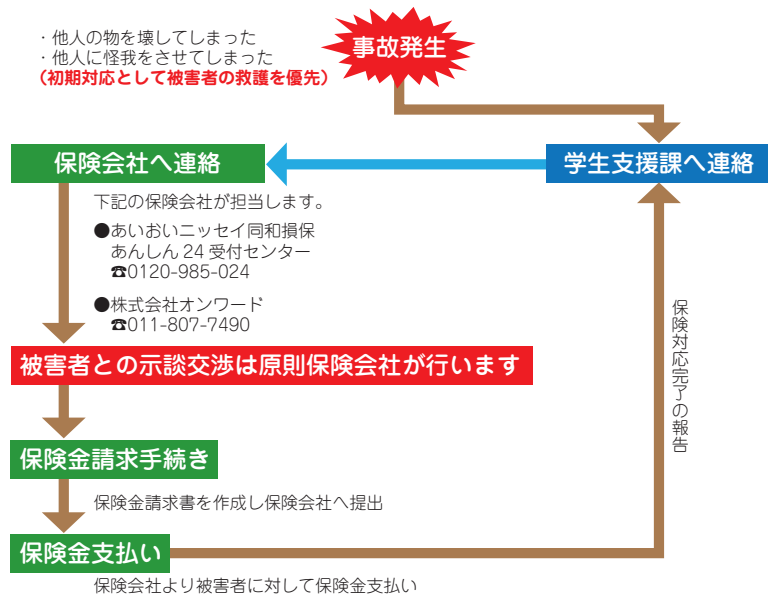 ・他人の物を壊してしまった
・他人に怪我をさせてしまった
（初期対応として被害者の救護を優先）
事故発生
保険会社へ連絡
学生支援課へ連絡
下記の保険会社が担当します。
●あいおいニッセイ同和損保
あんしん 24 受付センター
☎0120-985-024
●株式会社オンワード
☎011-807-7490
被害者との示談交渉は原則保険会社が行います
保険対応完了の報告
保険金請求手続き
保険金請求書を作成し保険会社へ提出
保険金支払い
保険会社より被害者に対して保険金支払い